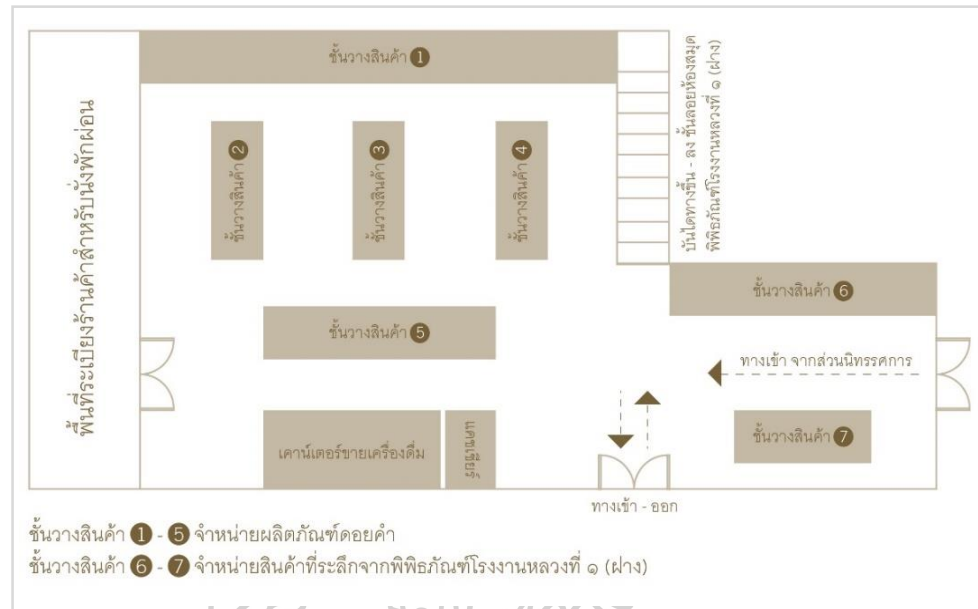 ชั้นวางสินค้า 1
บันไดทางขึ้น - ลง ชั้นลอยห้องสมุด
พิพิธภัณฑ์โรงงานหลวงที่ ๑ (ฝาง)
พื้นที่ระเบียงร้านค้าสำหรับนั่งพักผ่อน
ชั้นวางสินค้า 2
ชั้นวางสินค้า 3
ชั้นวางสินค้า 4
ชั้นวางสินค้า 6
ชั้นวางสินค้า 5
ทางเข้า จากส่วนนิทรรศการ
เคาน์เตอร์ขายเครื่องดื่ม
แคชเชียร์
ชั้นวางสินค้า 7
ทางเข้า - ออก
ชั้นวางสินค้า 1 - 5 จำหน่ายผลิตภัณฑ์ดอยคำ
ชั้นวางสินค้า 6 - 7 จำหน่ายสินค้าที่ระลึกจากพิพิธภัณฑ์โรงงานหลวงที่ ๑ (ฝาง)